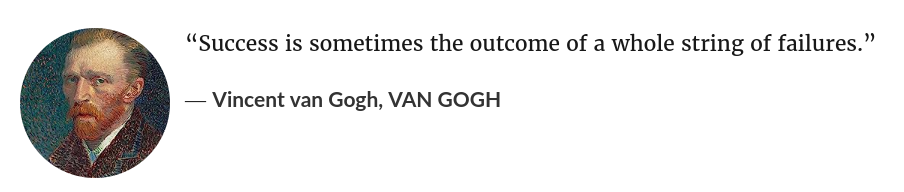 “Success is sometimes the outcome of a whole string of failures.”
— Vincent van Gogh, VAN GOGH